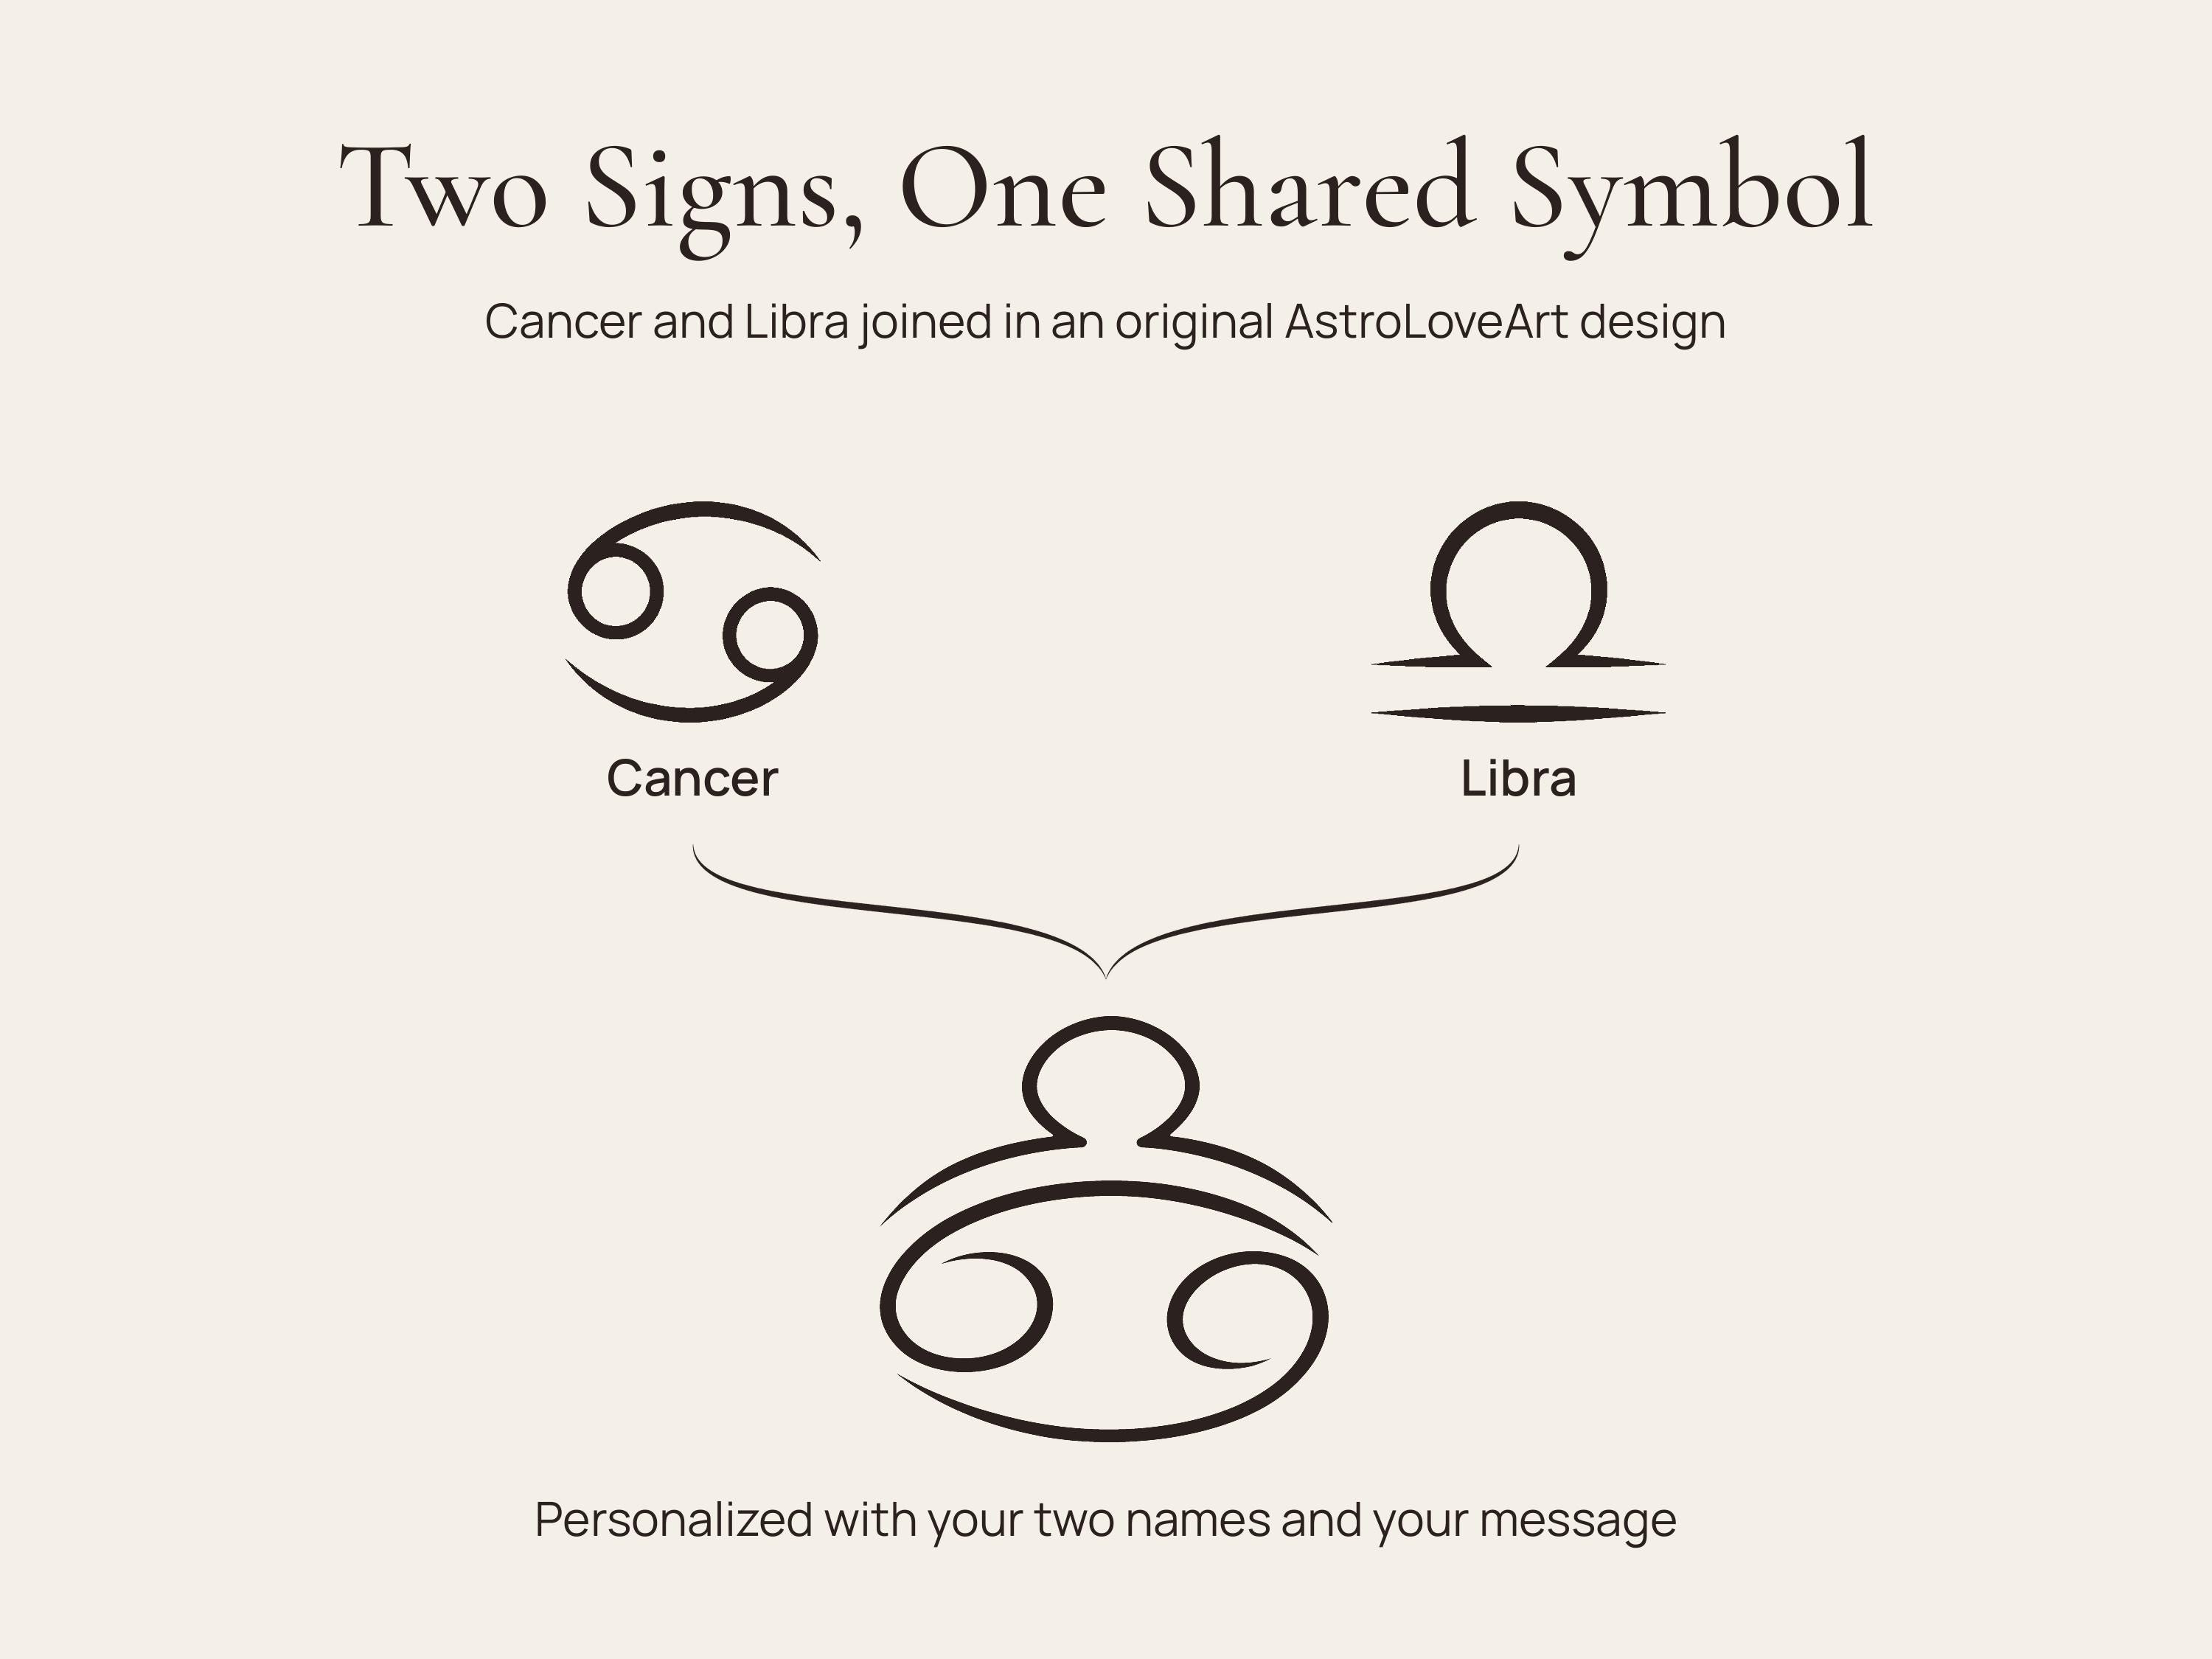 Two Signs, One Shared Symbol
Cancer and Libra joined in an original AstroLoveArt design
Cancer
Libra
Personalized with your two names and your message